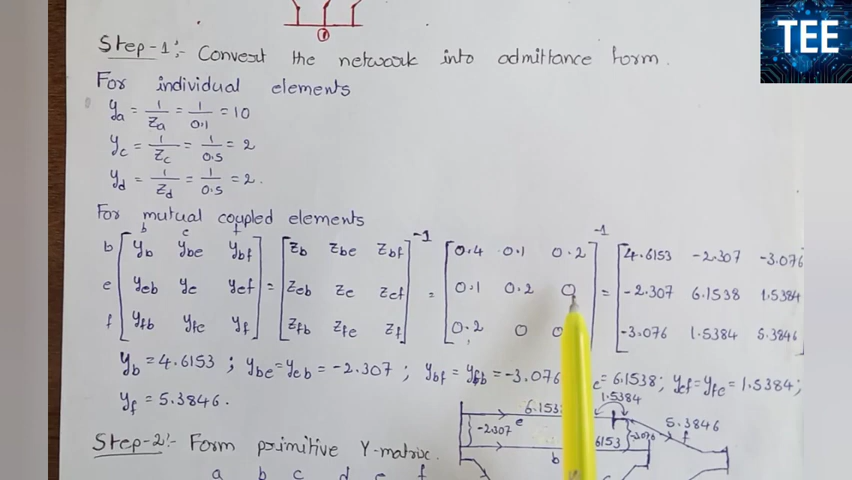 TEE
①
Step-1:- Convert the network into admittance form.
For individual elements
ya = 1/Za = 1/0.1 = 10
yc = 1/Zc = 1/0.5 = 2
yd = 1/Zd = 1/0.5 = 2.
For mutual coupled elements
b e f
b [ yb ybe ybf ] [ Zb Zbe Zbf ]-1 [ 0.4 0.1 0.2 ]-1 [ 4.6153 -2.307 -3.076
e [ yeb ye yef ] = [ Zeb Ze Zef ] = [ 0.1 0.2 0 ] = [ -2.307 6.1538 1.5384
f [ yfb yfe yf ] [ Zfb Zfe Zf ] [ 0.2 0 [ -3.076 1.5384 5.3846
yb = 4.6153 ; ybe = yeb = -2.307 ; ybf = yfb = -3.076 = 6.1538 ; yef = yfe = 1.5384 ;
yf = 5.3846.
1.5384
e
5.3846
-2.307
-3.076
f
b
Step-2:- Form primitive Y-matrix.
a b c d e f